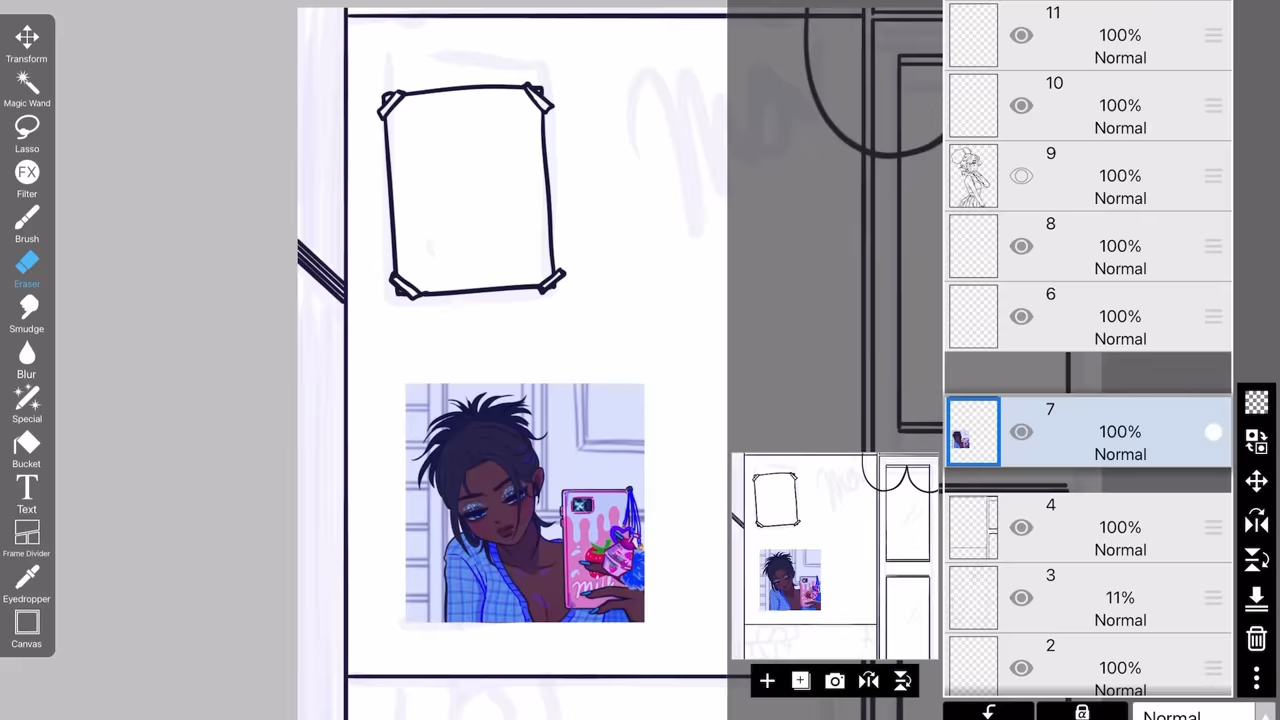 Transform
Magic Wand
Lasso
FX
Filter
Brush
Eraser
Smudge
Blur
Special
Bucket
T
Text
Frame Divider
Eyedropper
Canvas
Mo
milk
11
100%
Normal
10
100%
Normal
9
100%
Normal
8
100%
Normal
6
100%
Normal
7
100%
Normal
4
100%
Normal
3
11%
Normal
2
100%
Normal
Normal